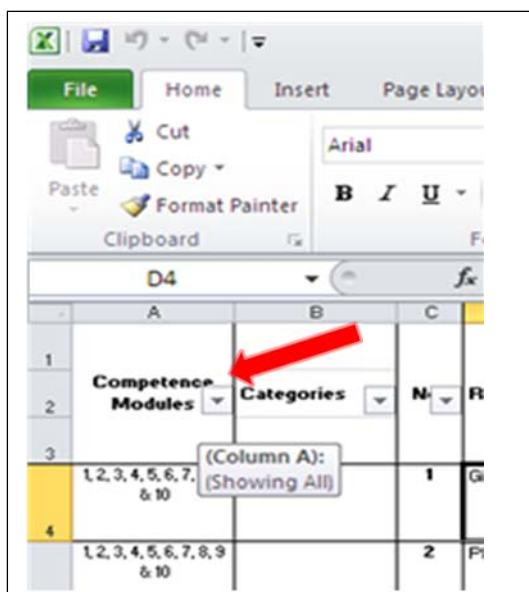 File Home Insert Page Layou
Cut
Copy
Paste
Format Painter
Clipboard
Arial
B I U
D4 fx
A B C
1
2
3
4
Competence
Modules
Categories
(Column A):
(Showing All)
1, 2, 3, 4, 5, 6, 7,
& 10
1
1, 2, 3, 4, 5, 6, 7, 8, 9
& 10
2